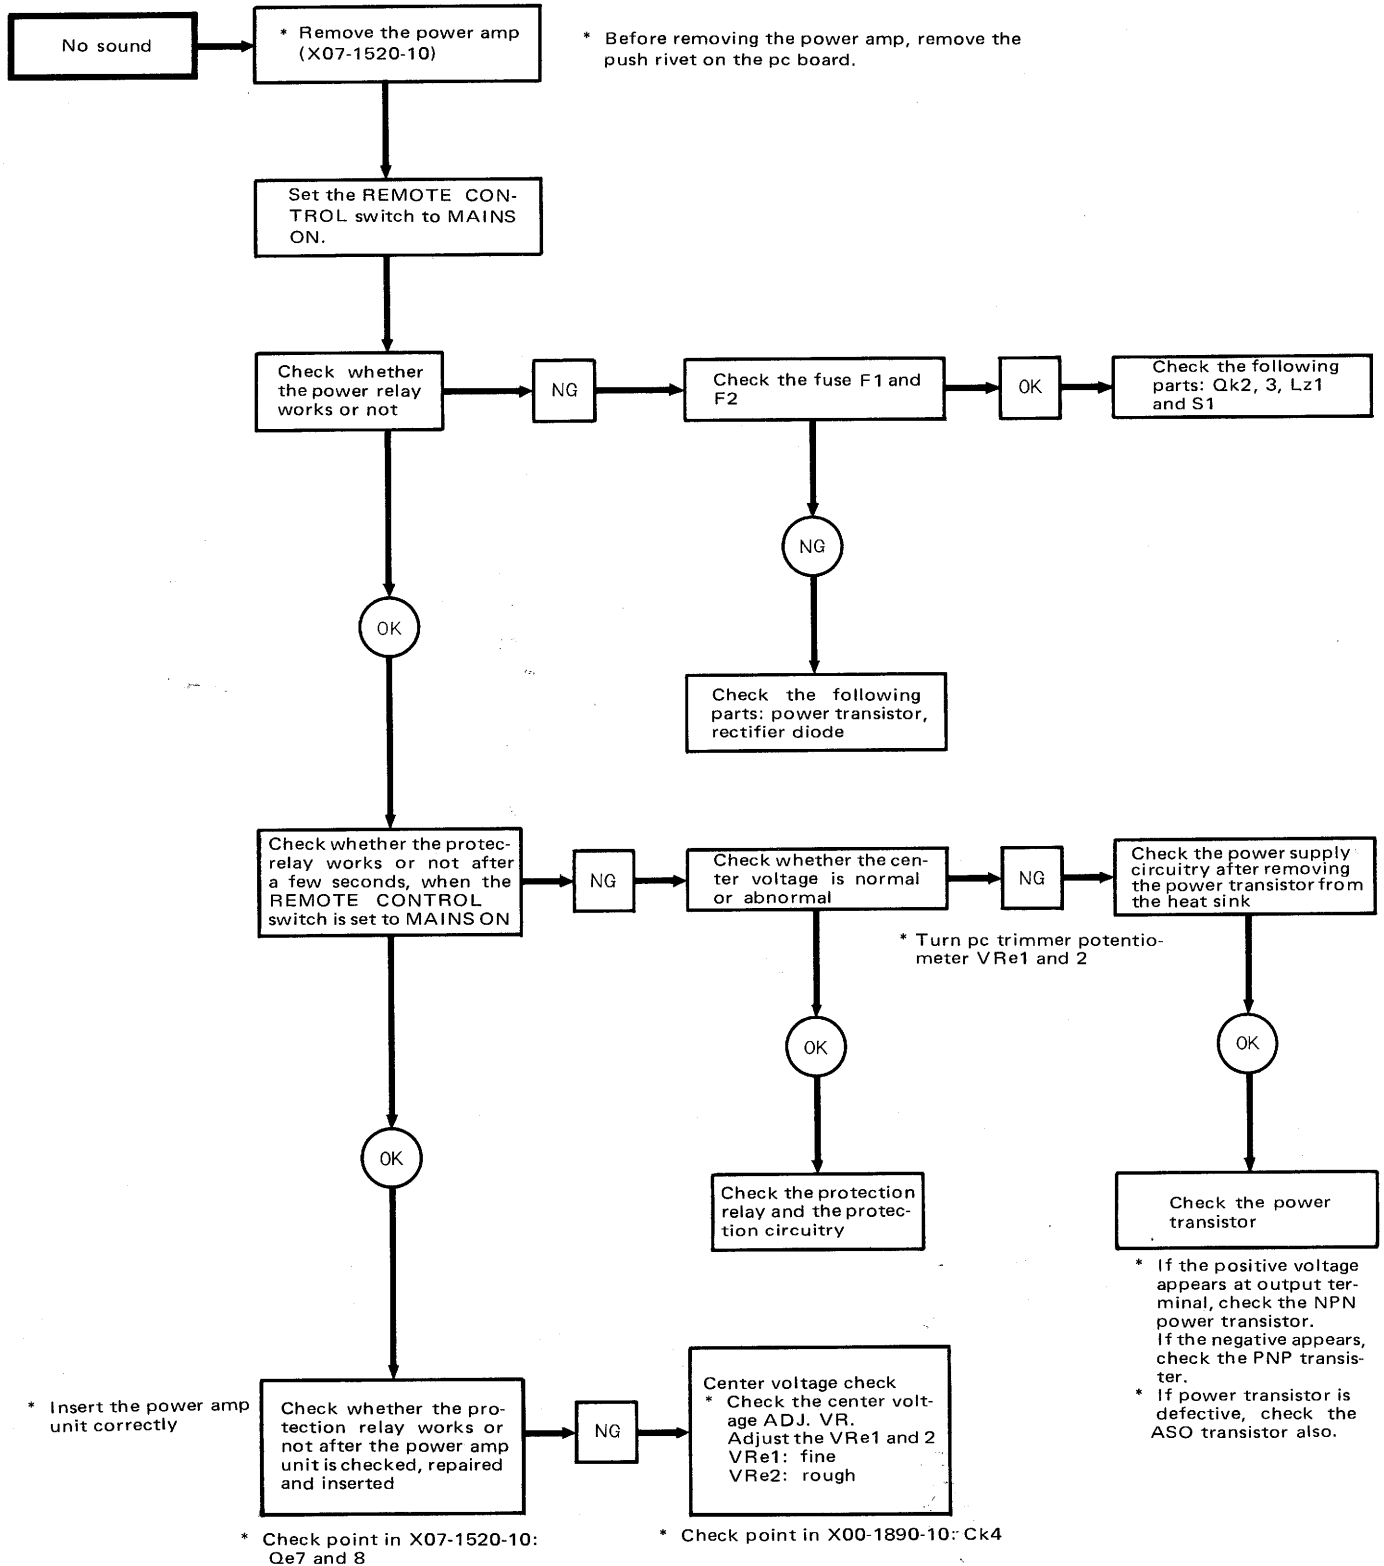 No sound
* Remove the power amp
(X07-1520-10)
* Before removing the power amp, remove the
push rivet on the pc board.
Set the REMOTE CON-
TROL switch to MAINS
ON.
Check whether
the power relay
works or not
NG
Check the fuse F1 and
F2
OK
Check the following
parts: Qk2, 3, Lz1
and S1
NG
OK
Check the following
parts: power transistor,
rectifier diode
Check whether the protec-
relay works or not after
a few seconds, when the
REMOTE CONTROL
switch is set to MAINS ON
NG
Check whether the cen-
ter voltage is normal
or abnormal
NG
Check the power supply
circuitry after removing
the power transistor from
the heat sink
* Turn pc trimmer potentio-
meter VRe1 and 2
OK
OK
OK
Check the protection
relay and the protec-
tion circuitry
Check the power
transistor
* If the positive voltage
appears at output ter-
minal, check the NPN
power transistor.
If the negative appears,
check the PNP transis-
ter.
* If power transistor is
defective, check the
ASO transistor also.
* Insert the power amp
unit correctly
Check whether the pro-
tection relay works or
not after the power amp
unit is checked, repaired
and inserted
NG
Center voltage check
* Check the center volt-
age ADJ. VR.
Adjust the VRe1 and 2
VRe1: fine
VRe2: rough
* Check point in X07-1520-10:
Qe7 and 8
* Check point in X00-1890-10: Ck4